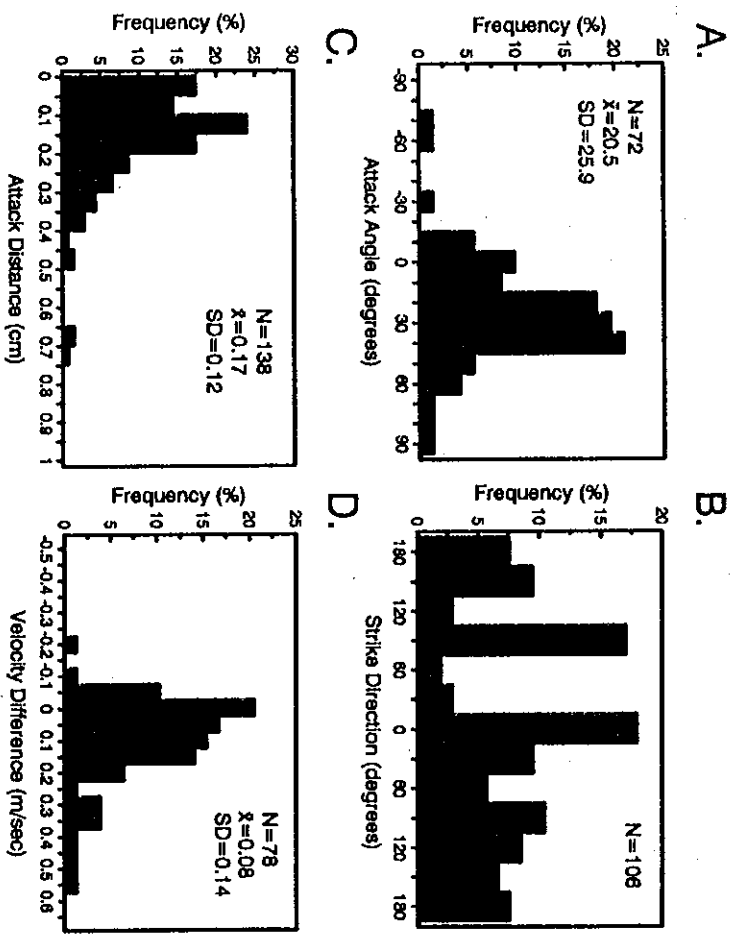 A.
Frequency (%)
25
20
15
10
5
0
N=72
x̄=20.5
SD=25.9
-90 -60 -30 0 30 60 90
Attack Angle (degrees)
B.
Frequency (%)
20
15
10
5
0
N=106
180 120 60 0 60 120 180
Strike Direction (degrees)
C.
Frequency (%)
30
25
20
15
10
5
0
N=138
x̄=0.17
SD=0.12
0 0.1 0.2 0.3 0.4 0.5 0.6 0.7 0.8 0.9 1
Attack Distance (cm)
D.
Frequency (%)
25
20
15
10
5
0
N=78
x̄=0.08
SD=0.14
-0.5 -0.4 -0.3 -0.2 -0.1 0 0.1 0.2 0.3 0.4 0.5 0.6
Velocity Difference (m/sec)